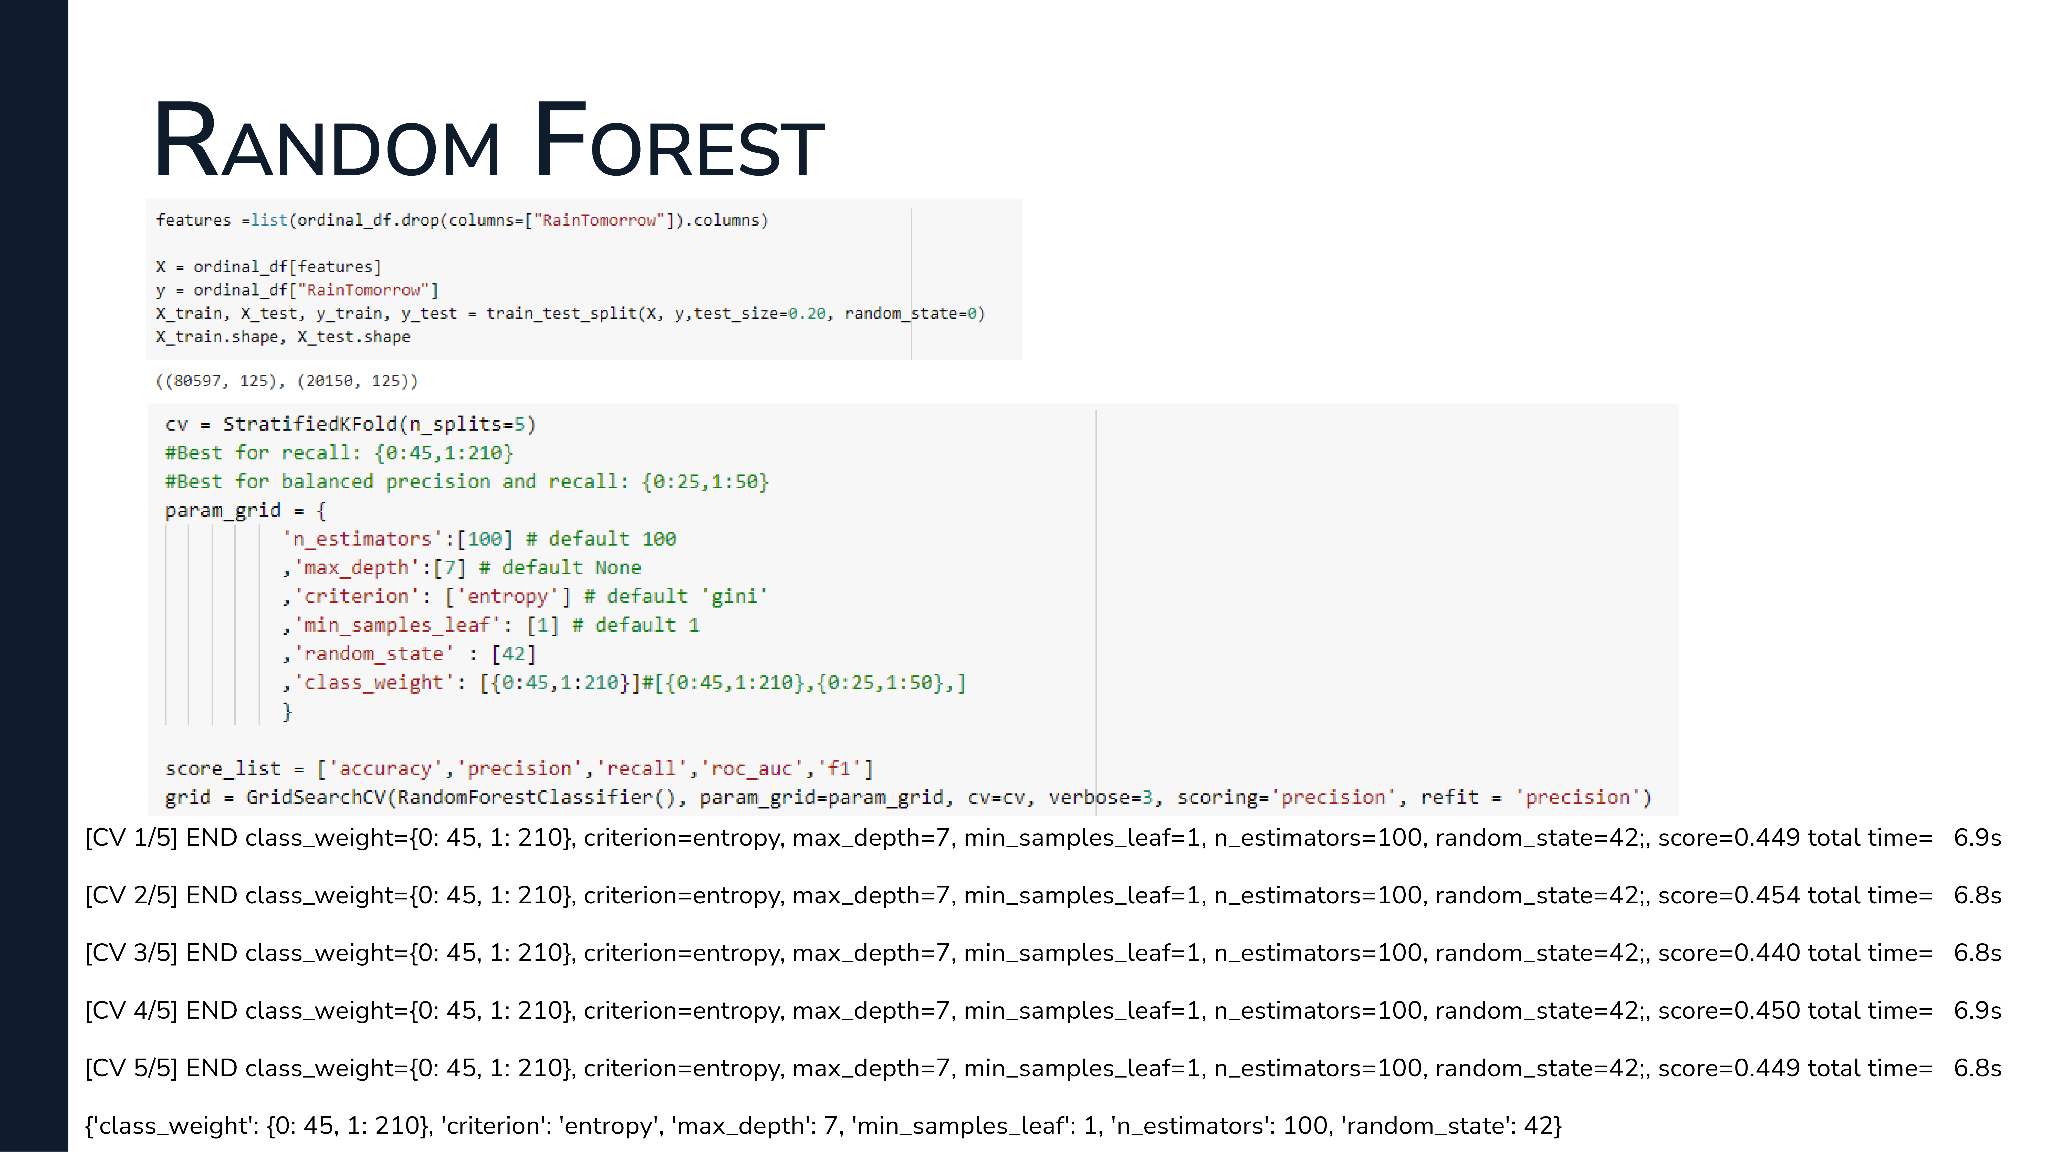 RANDOM FOREST
features =list(ordinal_df.drop(columns=["RainTomorrow"]).columns)
X = ordinal_df[features]
y = ordinal_df["RainTomorrow"]
X_train, X_test, y_train, y_test = train_test_split(X, y,test_size=0.20, random_state=0)
X_train.shape, X_test.shape
((80597, 125), (20150, 125))
cv = StratifiedKFold(n_splits=5)
#Best for recall: {0:45,1:210}
#Best for balanced precision and recall: {0:25,1:50}
param_grid = {
'n_estimators':[100] # default 100
,'max_depth':[7] # default None
,'criterion': ['entropy'] # default 'gini'
,'min_samples_leaf': [1] # default 1
,'random_state' : [42]
,'class_weight': [{0:45,1:210}]#[{0:45,1:210},{0:25,1:50},]
}
score_list = ['accuracy','precision','recall','roc_auc','f1']
grid = GridSearchCV(RandomForestClassifier(), param_grid=param_grid, cv=cv, verbose=3, scoring='precision', refit = 'precision')
[CV 1/5] END class_weight={0: 45, 1: 210}, criterion=entropy, max_depth=7, min_samples_leaf=1, n_estimators=100, random_state=42;, score=0.449 total time=   6.9s
[CV 2/5] END class_weight={0: 45, 1: 210}, criterion=entropy, max_depth=7, min_samples_leaf=1, n_estimators=100, random_state=42;, score=0.454 total time=   6.8s
[CV 3/5] END class_weight={0: 45, 1: 210}, criterion=entropy, max_depth=7, min_samples_leaf=1, n_estimators=100, random_state=42;, score=0.440 total time=   6.8s
[CV 4/5] END class_weight={0: 45, 1: 210}, criterion=entropy, max_depth=7, min_samples_leaf=1, n_estimators=100, random_state=42;, score=0.450 total time=   6.9s
[CV 5/5] END class_weight={0: 45, 1: 210}, criterion=entropy, max_depth=7, min_samples_leaf=1, n_estimators=100, random_state=42;, score=0.449 total time=   6.8s
{'class_weight': {0: 45, 1: 210}, 'criterion': 'entropy', 'max_depth': 7, 'min_samples_leaf': 1, 'n_estimators': 100, 'random_state': 42}